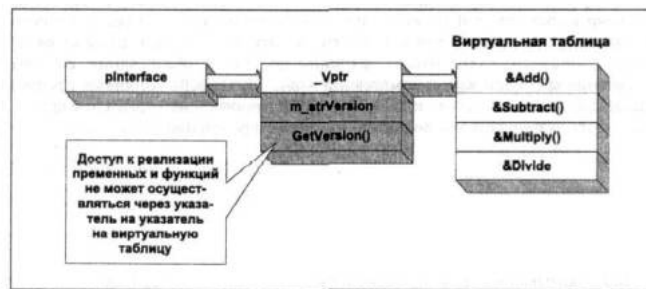 Виртуальная таблица
pInterface
_Vptr
&Add()
m_strVersion
&Subtract()
GetVersion()
&Multiply()
&Divide
Доступ к реализации
пременных и функций
не может осущест-
вляться через указа-
тель на указатель
на виртуальную
таблицу